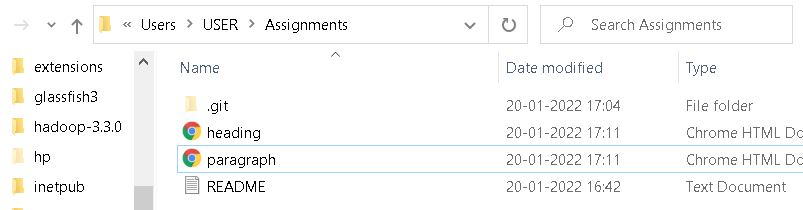 « Users > USER > Assignments
Search Assignments
extensions
glassfish3
hadoop-3.3.0
hp
inetpub
Name Date modified Type
.git 20-01-2022 17:04 File folder
heading 20-01-2022 17:11 Chrome HTML Do
paragraph 20-01-2022 17:11 Chrome HTML Do
README 20-01-2022 16:42 Text Document